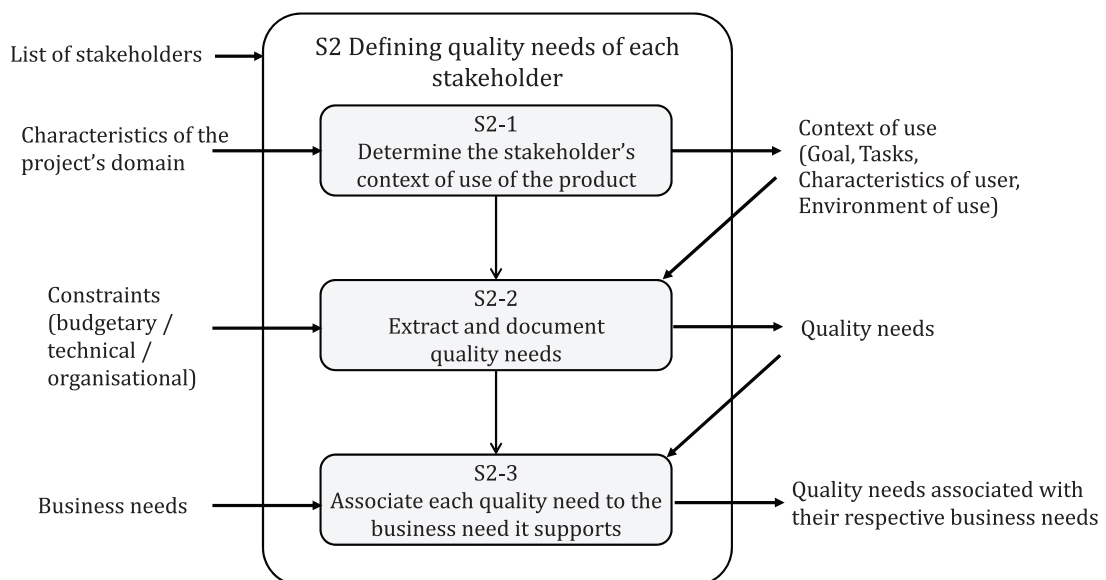 S2 Defining quality needs of each
stakeholder
List of stakeholders
Characteristics of the
project's domain
S2-1
Determine the stakeholder's
context of use of the product
Context of use
(Goal, Tasks,
Characteristics of user,
Environment of use)
Constraints
(budgetary /
technical /
organisational)
S2-2
Extract and document
quality needs
Quality needs
Business needs
S2-3
Associate each quality need to the
business need it supports
Quality needs associated with
their respective business needs